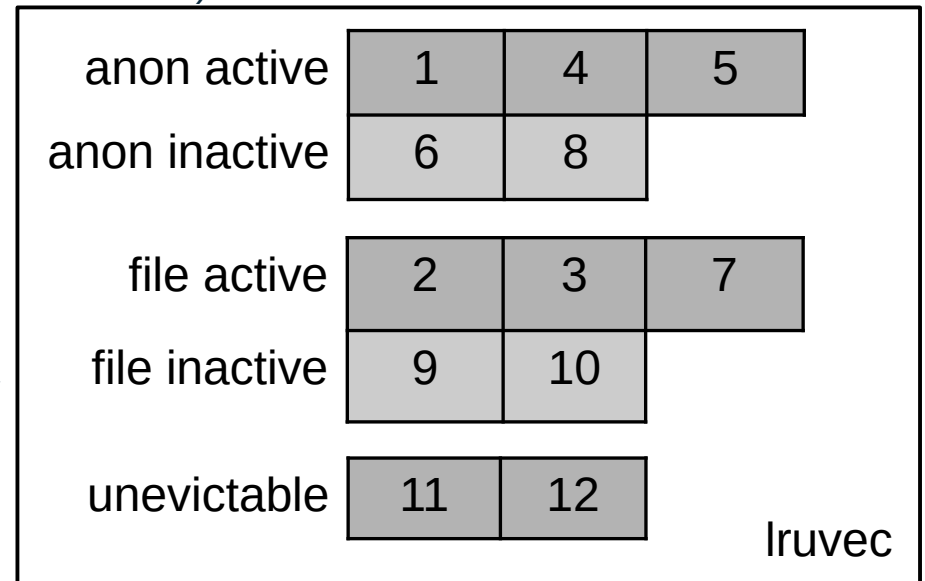 anon active 1 4 5
anon inactive 6 8
file active 2 3 7
file inactive 9 10
unevictable 11 12
lruvec